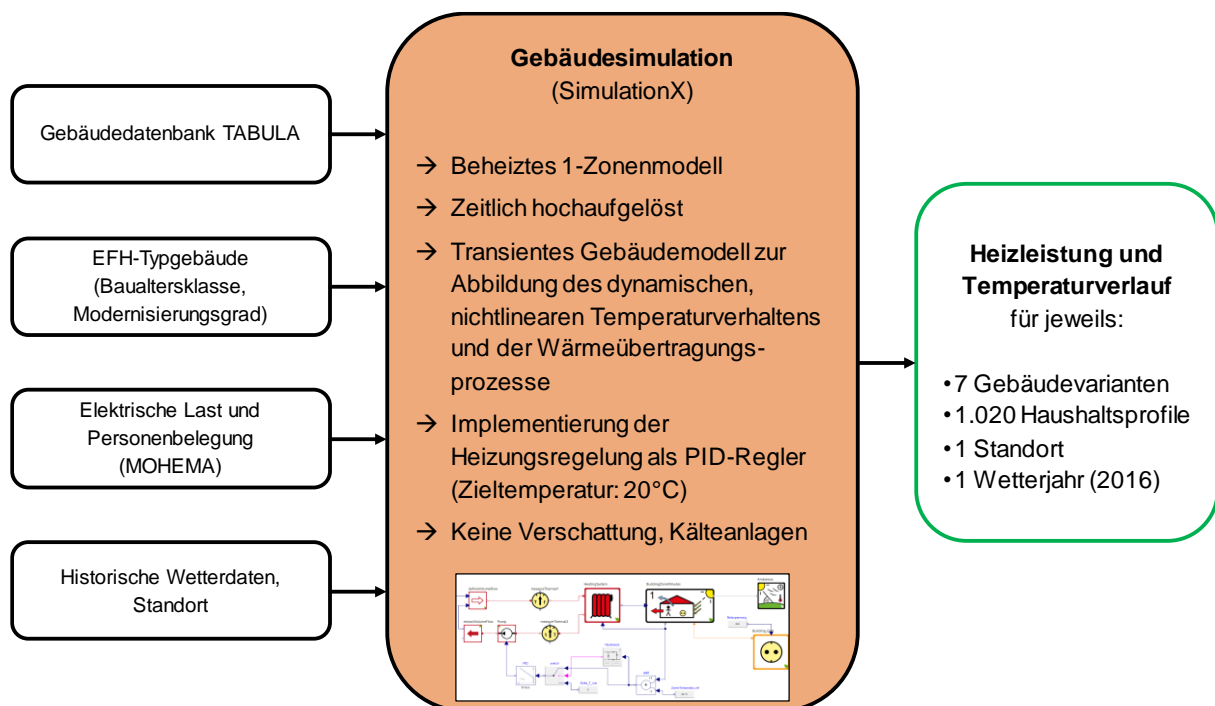 Gebäudedatenbank TABULA
EFH-Typgebäude
(Baualtersklasse,
Modernisierungsgrad)
Elektrische Last und
Personenbelegung
(MOHEMA)
Historische Wetterdaten,
Standort
Gebäudesimulation
(SimulationX)
→ Beheiztes 1-Zonenmodell
→ Zeitlich hochaufgelöst
→ Transientes Gebäudemodell zur
Abbildung des dynamischen,
nichtlinearen Temperaturverhaltens
und der Wärmeübertragungs-
prozesse
→ Implementierung der
Heizungsregelung als PID-Regler
(Zieltemperatur: 20°C)
→ Keine Verschattung, Kälteanlagen
1
PID
Heizleistung und
Temperaturverlauf
für jeweils:
•7 Gebäudevarianten
•1.020 Haushaltsprofile
•1 Standort
•1 Wetterjahr (2016)